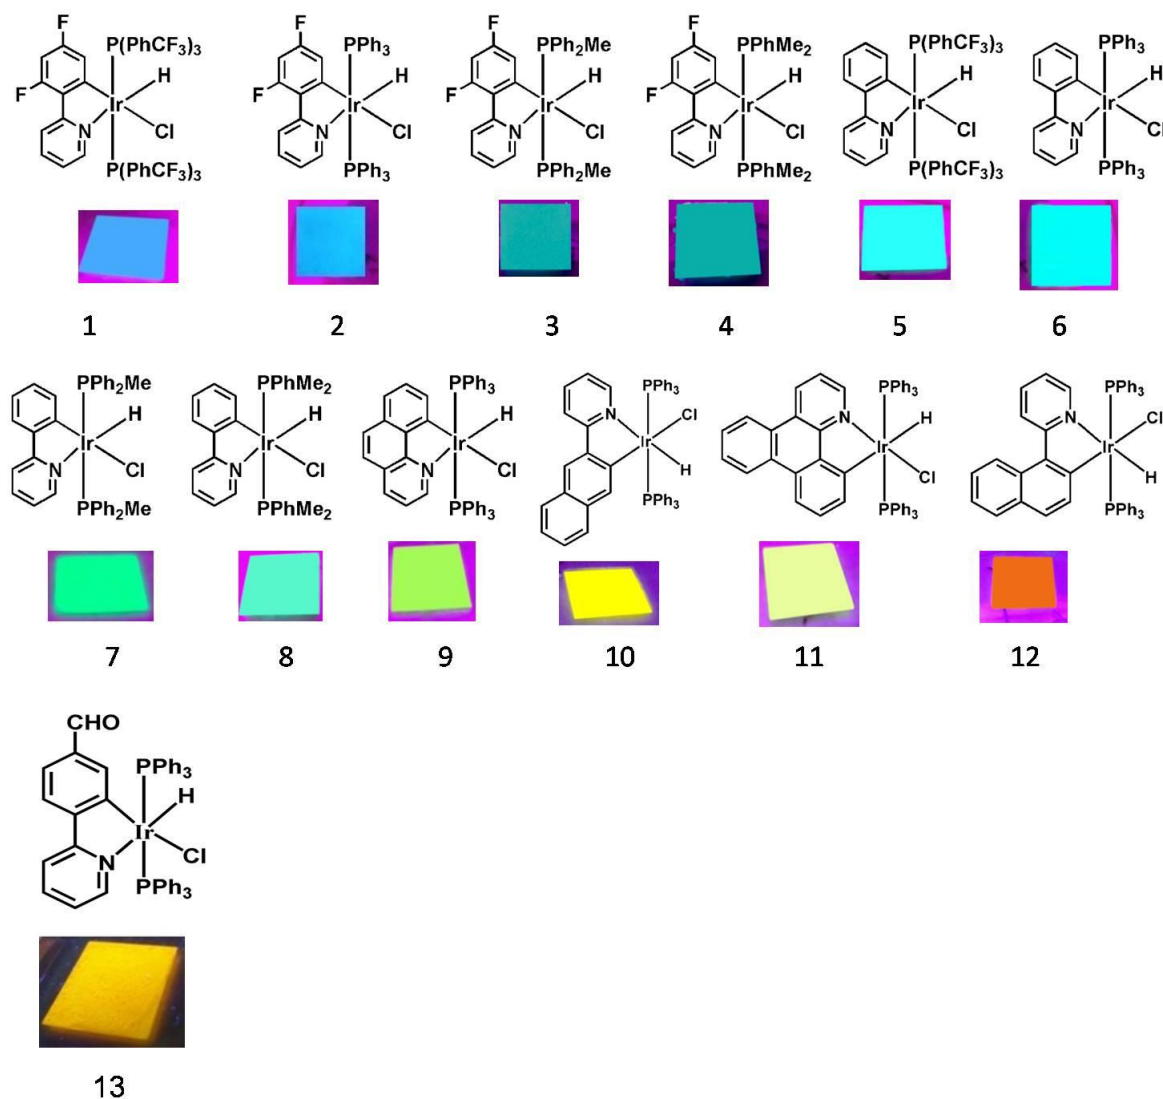 F
F
P(PhCF3)3
H
Ir
N
Cl
P(PhCF3)3
F
F
PPh3
H
Ir
N
Cl
PPh3
F
F
PPh2Me
H
Ir
N
Cl
PPh2Me
F
F
PPhMe2
H
Ir
N
Cl
PPhMe2
P(PhCF3)3
H
Ir
N
Cl
P(PhCF3)3
PPh3
H
Ir
N
Cl
PPh3
1
2
3
4
5
6
PPh2Me
H
Ir
N
Cl
PPh2Me
PPhMe2
H
Ir
N
Cl
PPhMe2
PPh3
H
Ir
N
Cl
PPh3
PPh3
N
Cl
Ir
H
PPh3
PPh3
N
H
Ir
Cl
PPh3
PPh3
N
Cl
Ir
H
PPh3
7
8
9
10
11
12
CHO
PPh3
H
Ir
N
Cl
PPh3
13